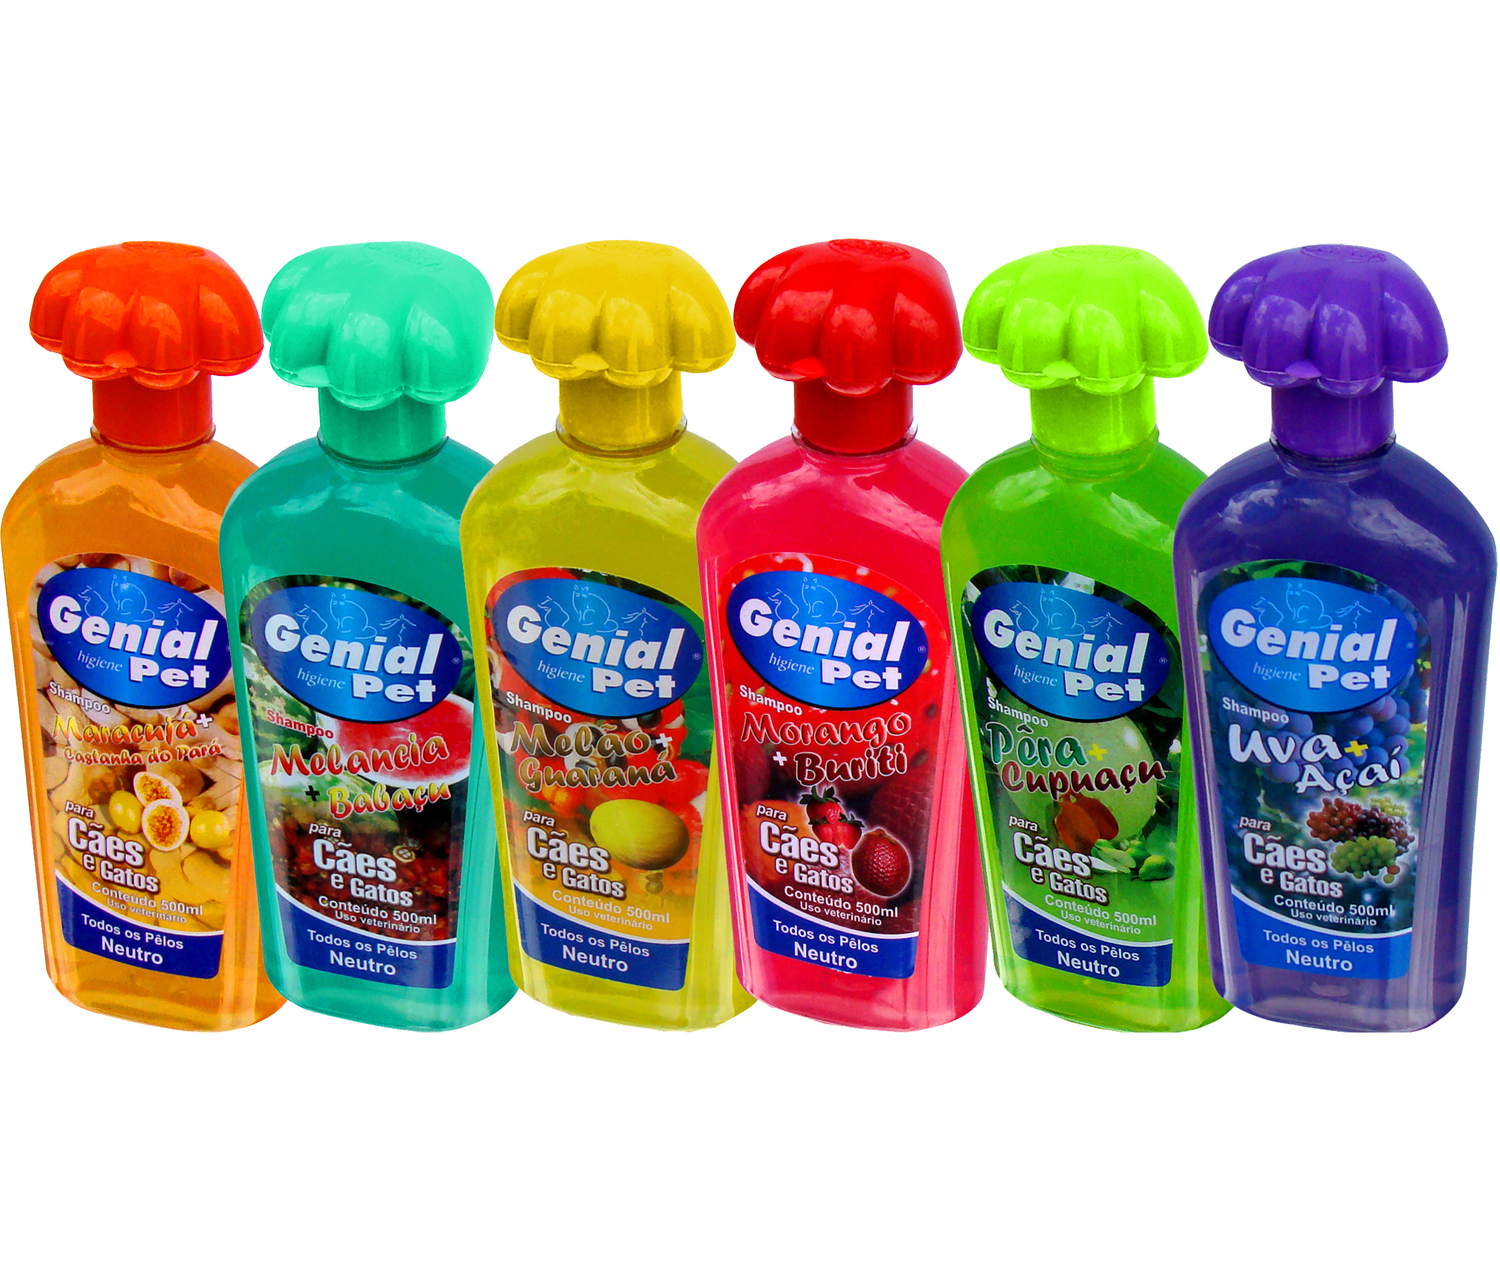 Genial
higiene Pet
Shampoo
Maracujá+
Castanha do Pará
para
Cães
e Gatos
Conteúdo 500ml
Uso veterinário
Todos os Pêlos
Neutro
Genial
higiene Pet
Shampoo
Melancia
+ Babaçu
para
Cães
e Gatos
Conteúdo 500ml
Uso veterinário
Todos os Pêlos
Neutro
Genial
higiene Pet
Shampoo
Melão+
Guaraná
para
Cães
e Gatos
Conteúdo 500ml
Uso veterinário
Todos os Pêlos
Neutro
Genial
higiene Pet
Shampoo
Morango
+ Buriti
para
Cães
e Gatos
Conteúdo 500ml
Uso veterinário
Todos os Pêlos
Neutro
Genial
higiene Pet
Shampoo
Pêra+
Cupuaçu
para
Cães
e Gatos
Conteúdo 500ml
Uso veterinário
Todos os Pêlos
Neutro
Genial
higiene Pet
Shampoo
Uva+
Açaí
para
Cães
e Gatos
Conteúdo 500ml
Uso veterinário
Todos os Pêlos
Neutro